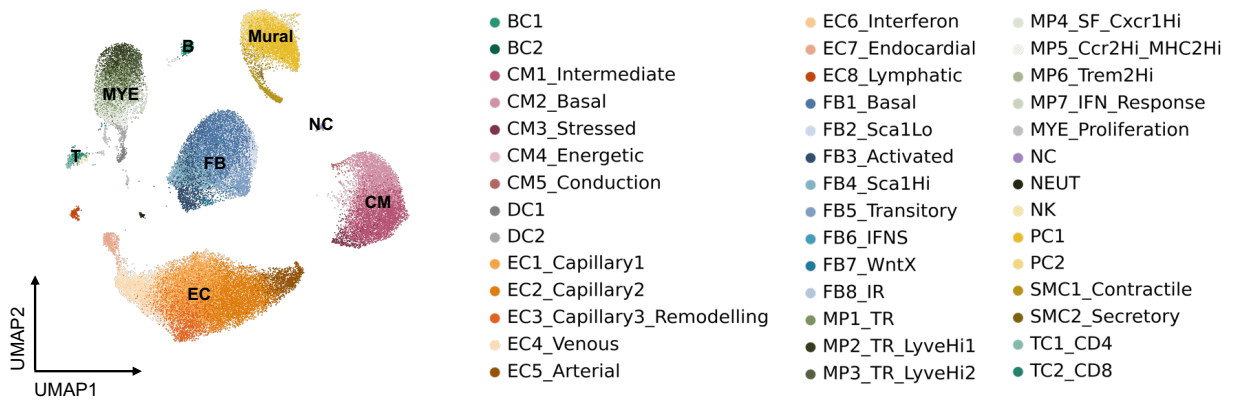 B
Mural
MYE
NC
T
FB
CM
EC
UMAP2
UMAP1
BC1
BC2
CM1_Intermediate
CM2_Basal
CM3_Stressed
CM4_Energetic
CM5_Conduction
DC1
DC2
EC1_Capillary1
EC2_Capillary2
EC3_Capillary3_Remodelling
EC4_Venous
EC5_Arterial
EC6_Interferon
EC7_Endocardial
EC8_Lymphatic
FB1_Basal
FB2_Sca1Lo
FB3_Activated
FB4_Sca1Hi
FB5_Transitory
FB6_IFNS
FB7_WntX
FB8_IR
MP1_TR
MP2_TR_LyveHi1
MP3_TR_LyveHi2
MP4_SF_Cxcr1Hi
MP5_Ccr2Hi_MHC2Hi
MP6_Trem2Hi
MP7_IFN_Response
MYE_Proliferation
NC
NEUT
NK
PC1
PC2
SMC1_Contractile
SMC2_Secretory
TC1_CD4
TC2_CD8